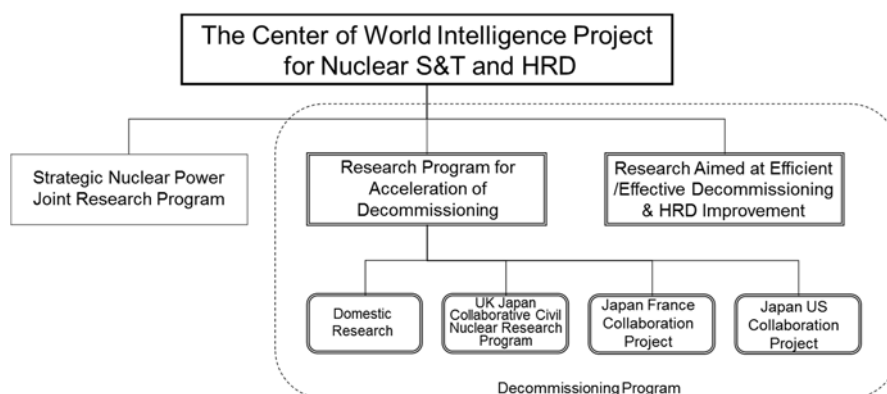 The Center of World Intelligence Project
for Nuclear S&T and HRD
Strategic Nuclear Power
Joint Research Program
Research Program for
Acceleration of
Decommissioning
Research Aimed at Efficient
/Effective Decommissioning
& HRD Improvement
Domestic
Research
UK Japan
Collaborative Civil
Nuclear Research
Program
Japan France
Collaboration
Project
Japan US
Collaboration
Project
Decommissioning Program